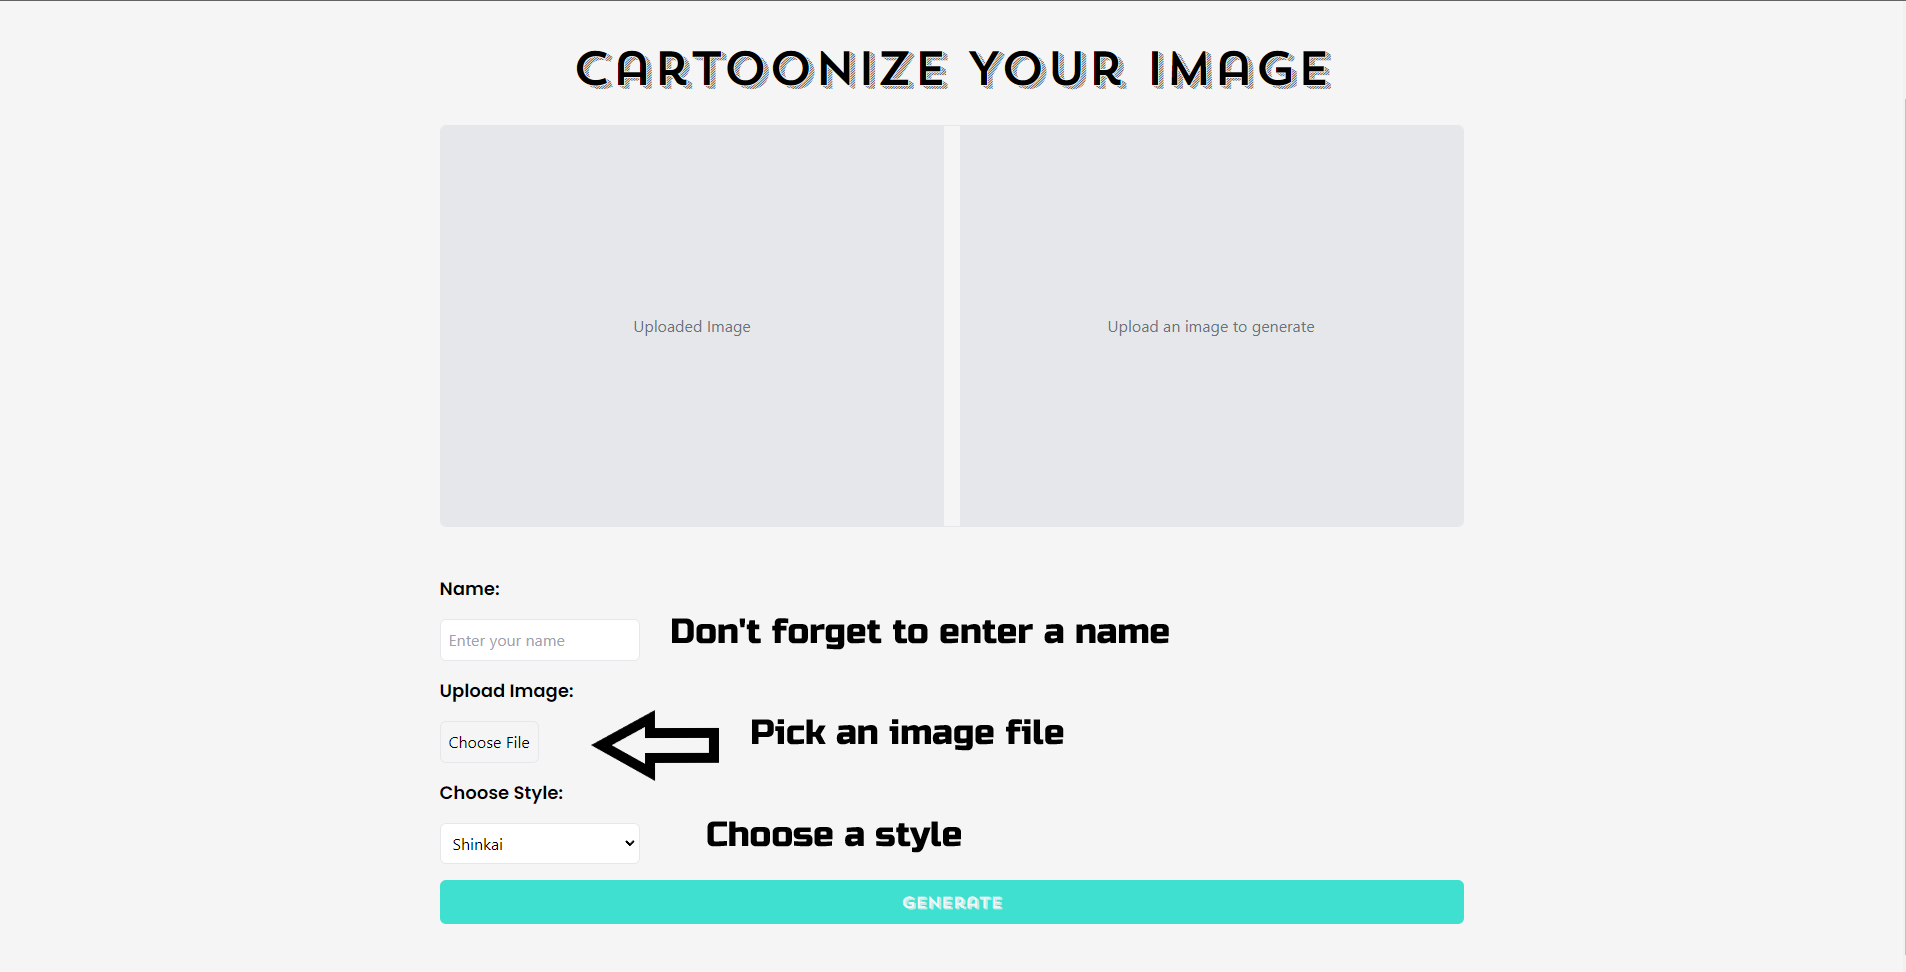 CARTOONIZE YOUR IMAGE
Uploaded Image
Upload an image to generate
Name:
Enter your name
Don't forget to enter a name
Upload Image:
Choose File
Pick an image file
Choose Style:
Shinkai
Choose a style
GENERATE